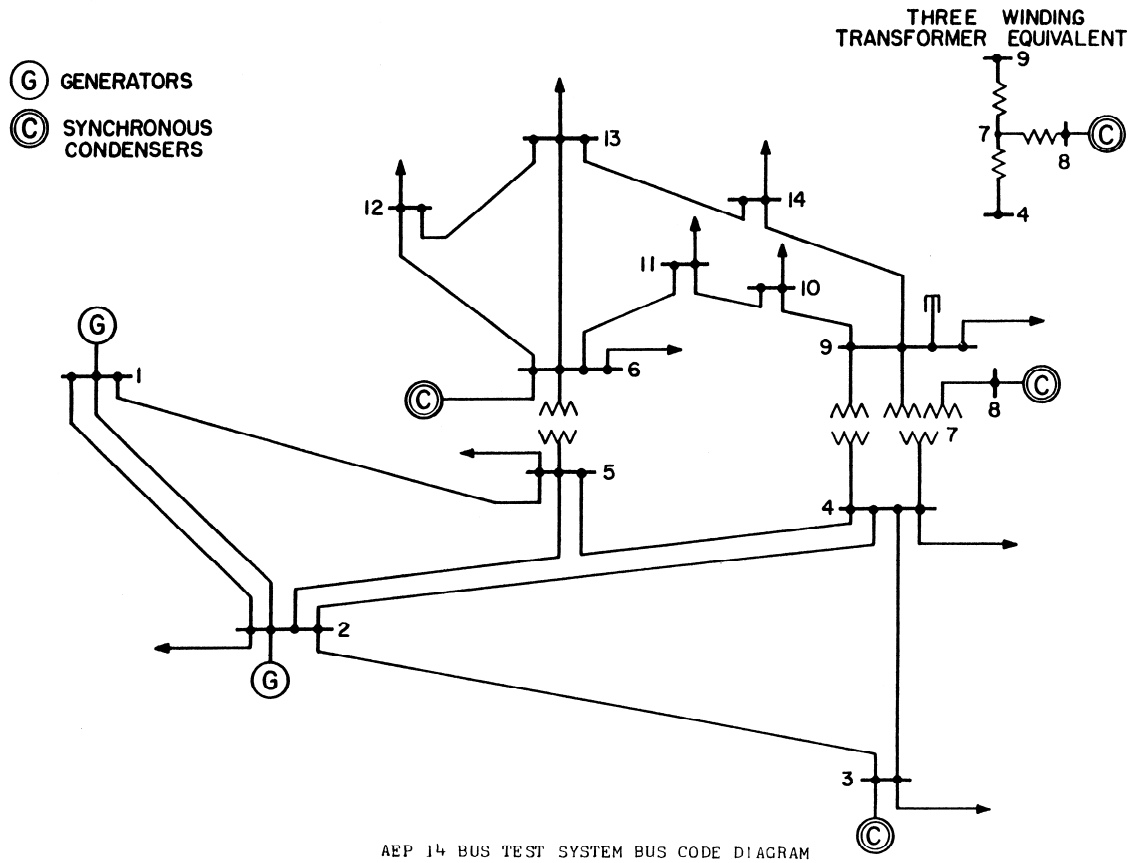 THREE WINDING
TRANSFORMER EQUIVALENT
9
7
C
8
4
G GENERATORS
C SYNCHRONOUS
CONDENSERS
13
12
14
11
10
G
1
9
6
C
C
8
7
5
4
2
G
3
C
AEP 14 BUS TEST SYSTEM BUS CODE DIAGRAM